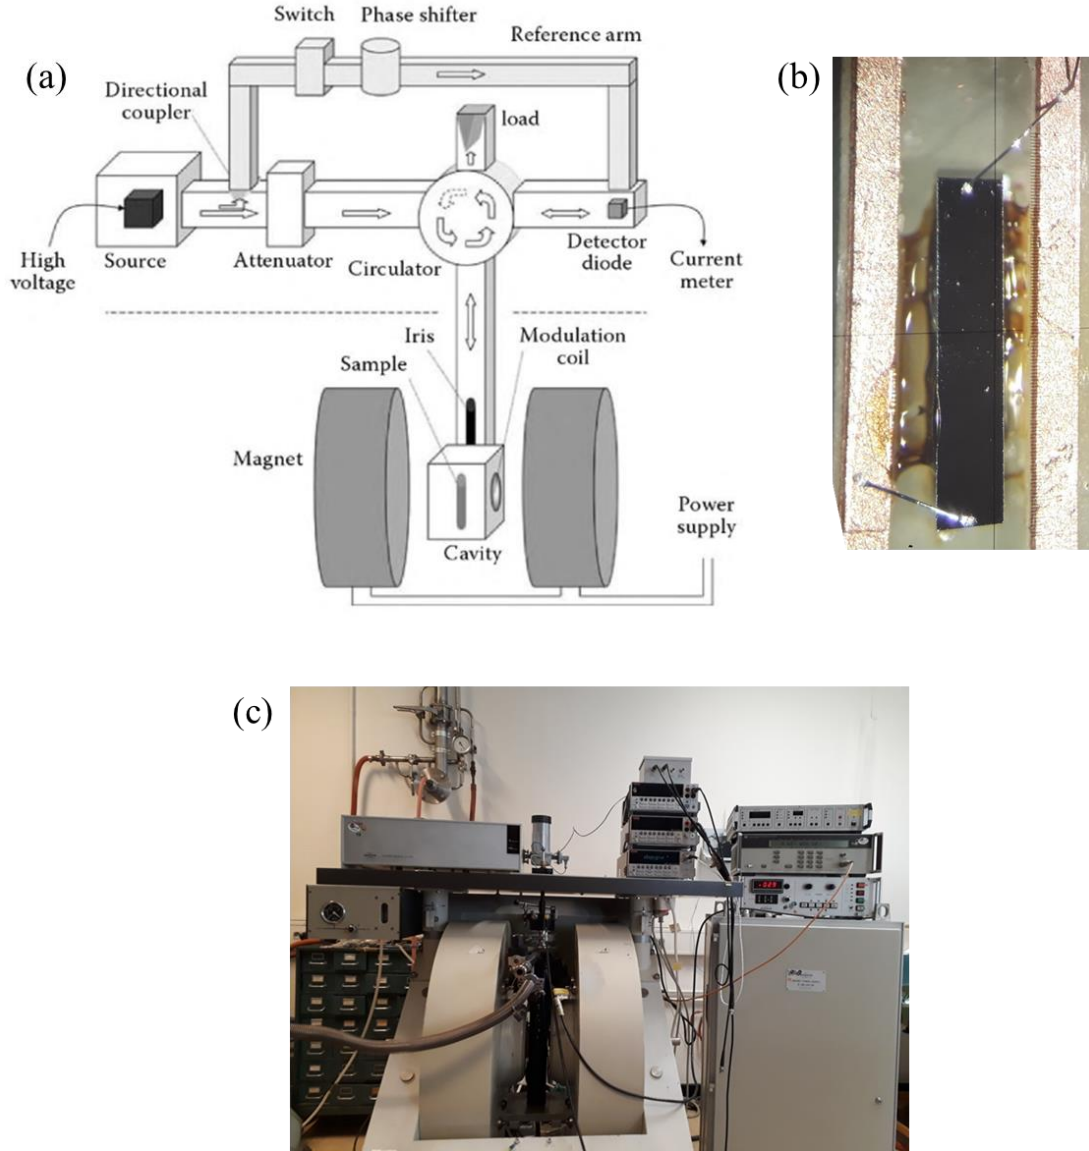 (a)
Switch
Phase shifter
Reference arm
Directional
coupler
load
High
voltage
Source
Attenuator
Circulator
Detector
diode
Current
meter
Iris
Sample
Modulation
coil
Magnet
Power
supply
Cavity
(b)
(c)